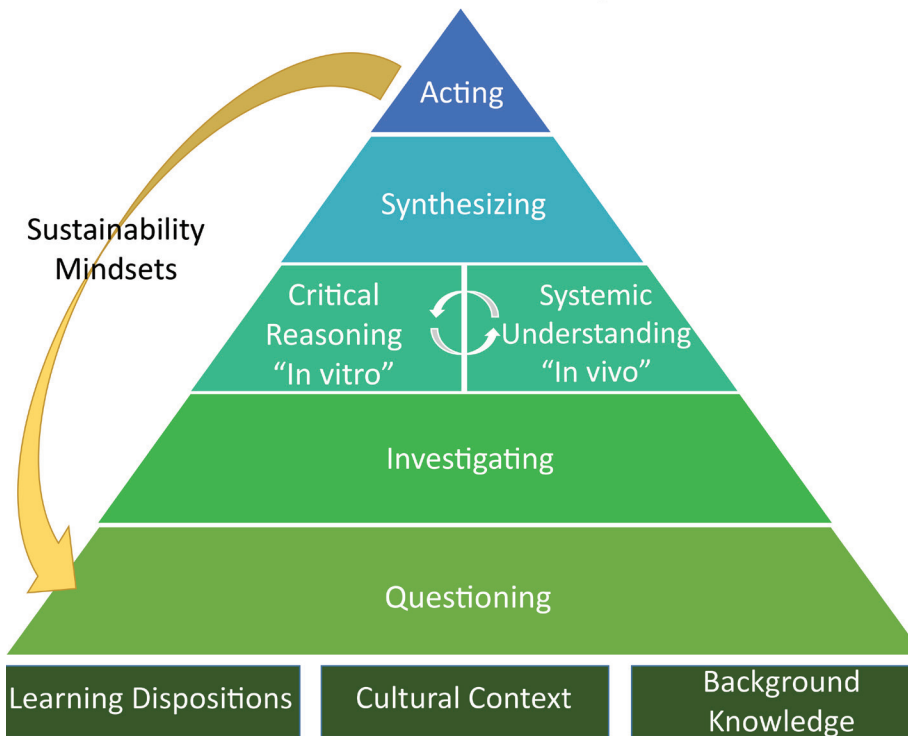 Acting
Synthesizing
Sustainability
Mindsets
Critical
Reasoning
“In vitro”
Systemic
Understanding
“In vivo”
Investigating
Questioning
Learning Dispositions
Cultural Context
Background
Knowledge